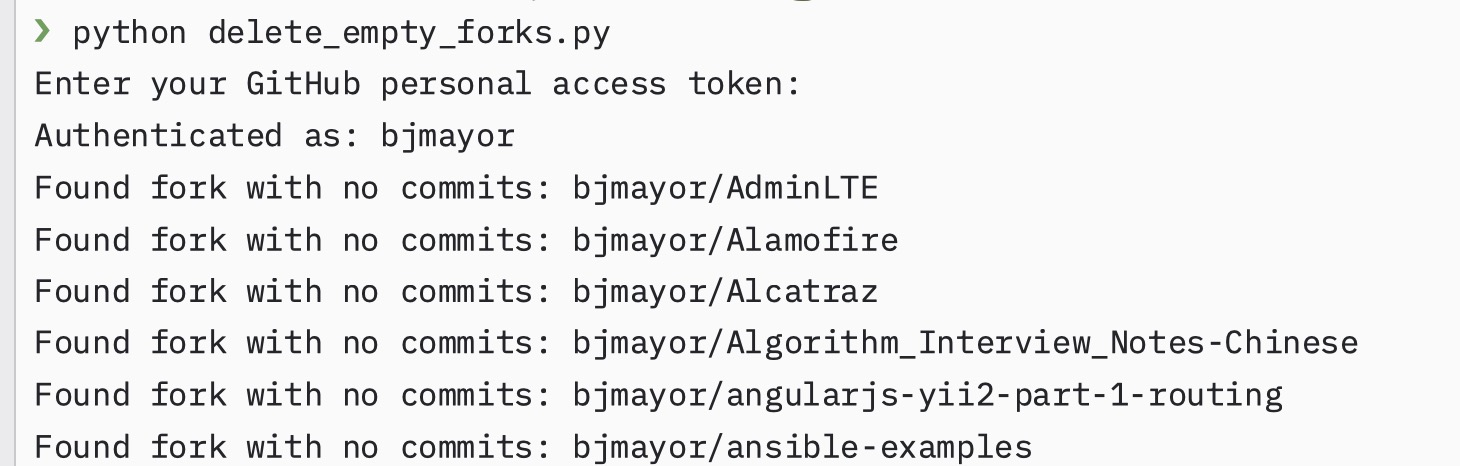 ❯ python delete_empty_forks.py
Enter your GitHub personal access token:
Authenticated as: bjmayor
Found fork with no commits: bjmayor/AdminLTE
Found fork with no commits: bjmayor/Alamofire
Found fork with no commits: bjmayor/Alcatraz
Found fork with no commits: bjmayor/Algorithm_Interview_Notes-Chinese
Found fork with no commits: bjmayor/angularjs-yii2-part-1-routing
Found fork with no commits: bjmayor/ansible-examples